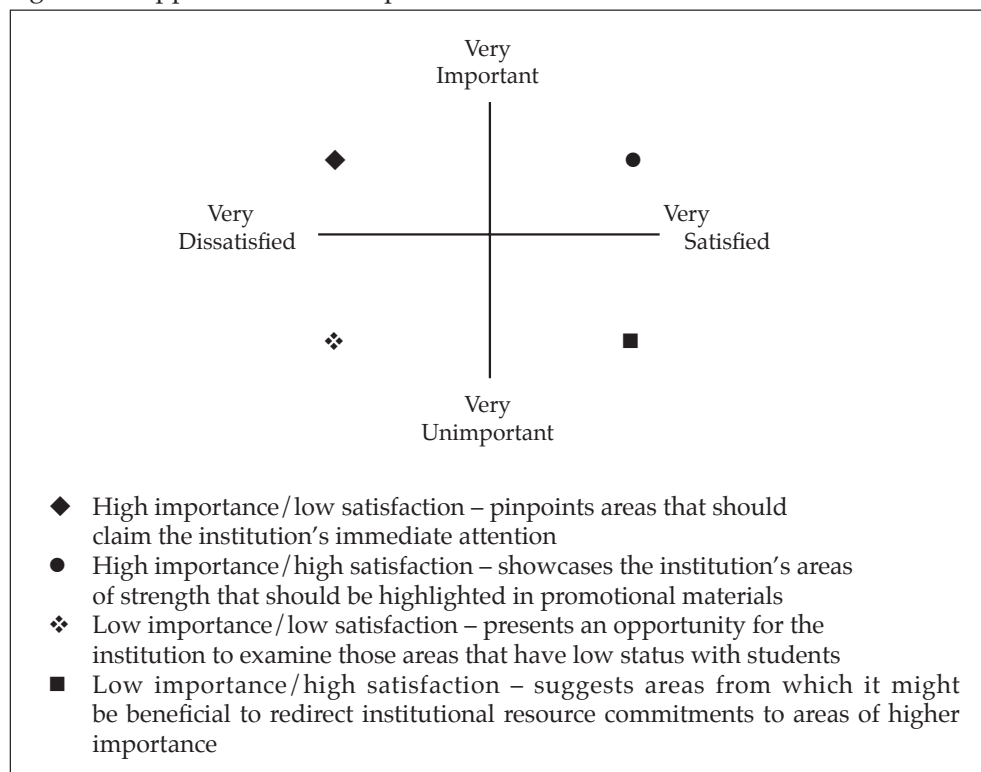 Very
Important
Very
Dissatisfied
Very
Satisfied
Very
Unimportant
◆ High importance/low satisfaction – pinpoints areas that should
claim the institution's immediate attention
● High importance/high satisfaction – showcases the institution's areas
of strength that should be highlighted in promotional materials
❖ Low importance/low satisfaction – presents an opportunity for the
institution to examine those areas that have low status with students
■ Low importance/high satisfaction – suggests areas from which it might
be beneficial to redirect institutional resource commitments to areas of higher
importance